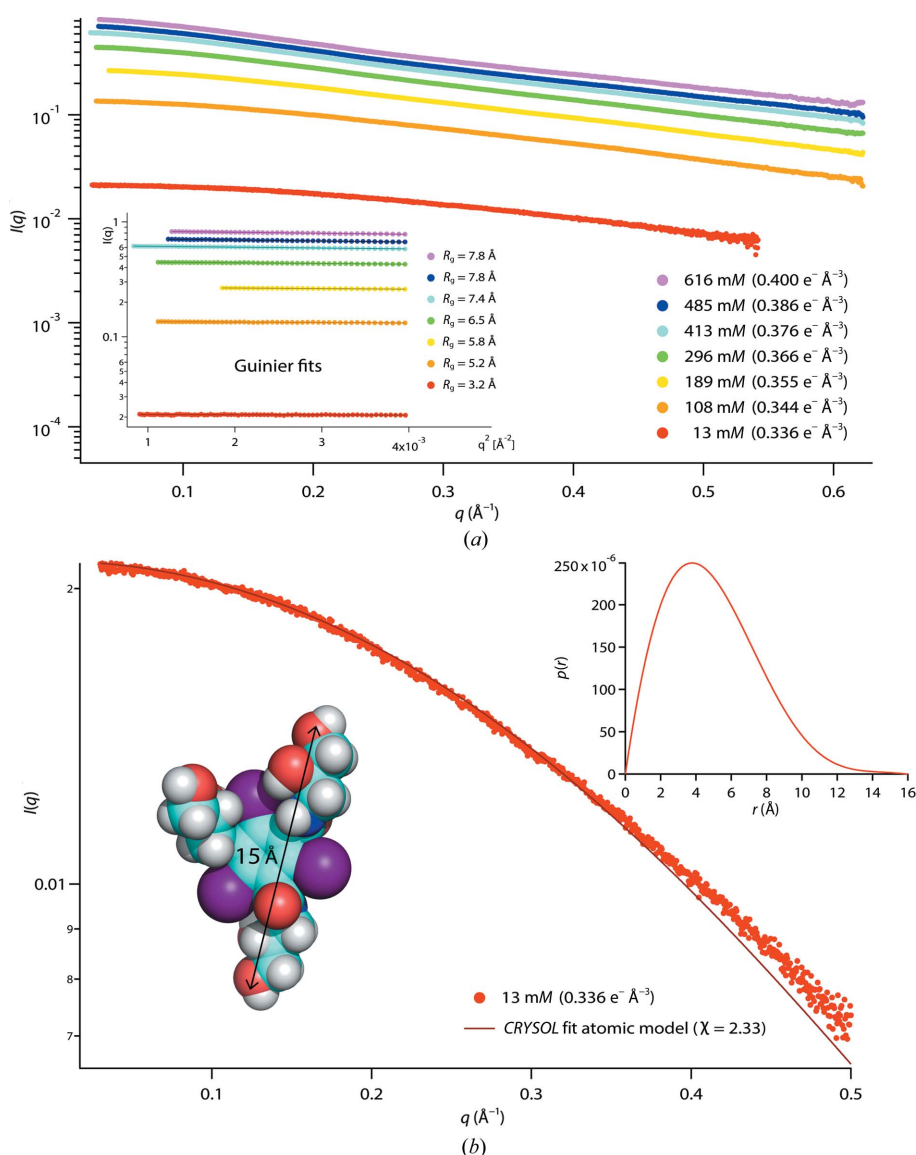 I(q)
10⁻¹
10⁻²
10⁻³
10⁻⁴
I(q)
1
6
5
4
3
2
0.1
6
5
4
3
2
Guinier fits
1
2
3
4x10⁻³
q² [Å⁻²]
R_g = 7.8 Å
R_g = 7.8 Å
R_g = 7.4 Å
R_g = 6.5 Å
R_g = 5.8 Å
R_g = 5.2 Å
R_g = 3.2 Å
616 mM (0.400 e⁻ Å⁻³)
485 mM (0.386 e⁻ Å⁻³)
413 mM (0.376 e⁻ Å⁻³)
296 mM (0.366 e⁻ Å⁻³)
189 mM (0.355 e⁻ Å⁻³)
108 mM (0.344 e⁻ Å⁻³)
13 mM (0.336 e⁻ Å⁻³)
0.1
0.2
0.3
0.4
0.5
0.6
q (Å⁻¹)
(a)
I(q)
2
0.01
9
8
7
15 Å
p(r)
250 x 10⁻⁶
200
150
100
50
0
0
2
4
6
8
10
12
14
16
r (Å)
13 mM (0.336 e⁻ Å⁻³)
CRYSOL fit atomic model (χ = 2.33)
0.1
0.2
0.3
0.4
0.5
q (Å⁻¹)
(b)